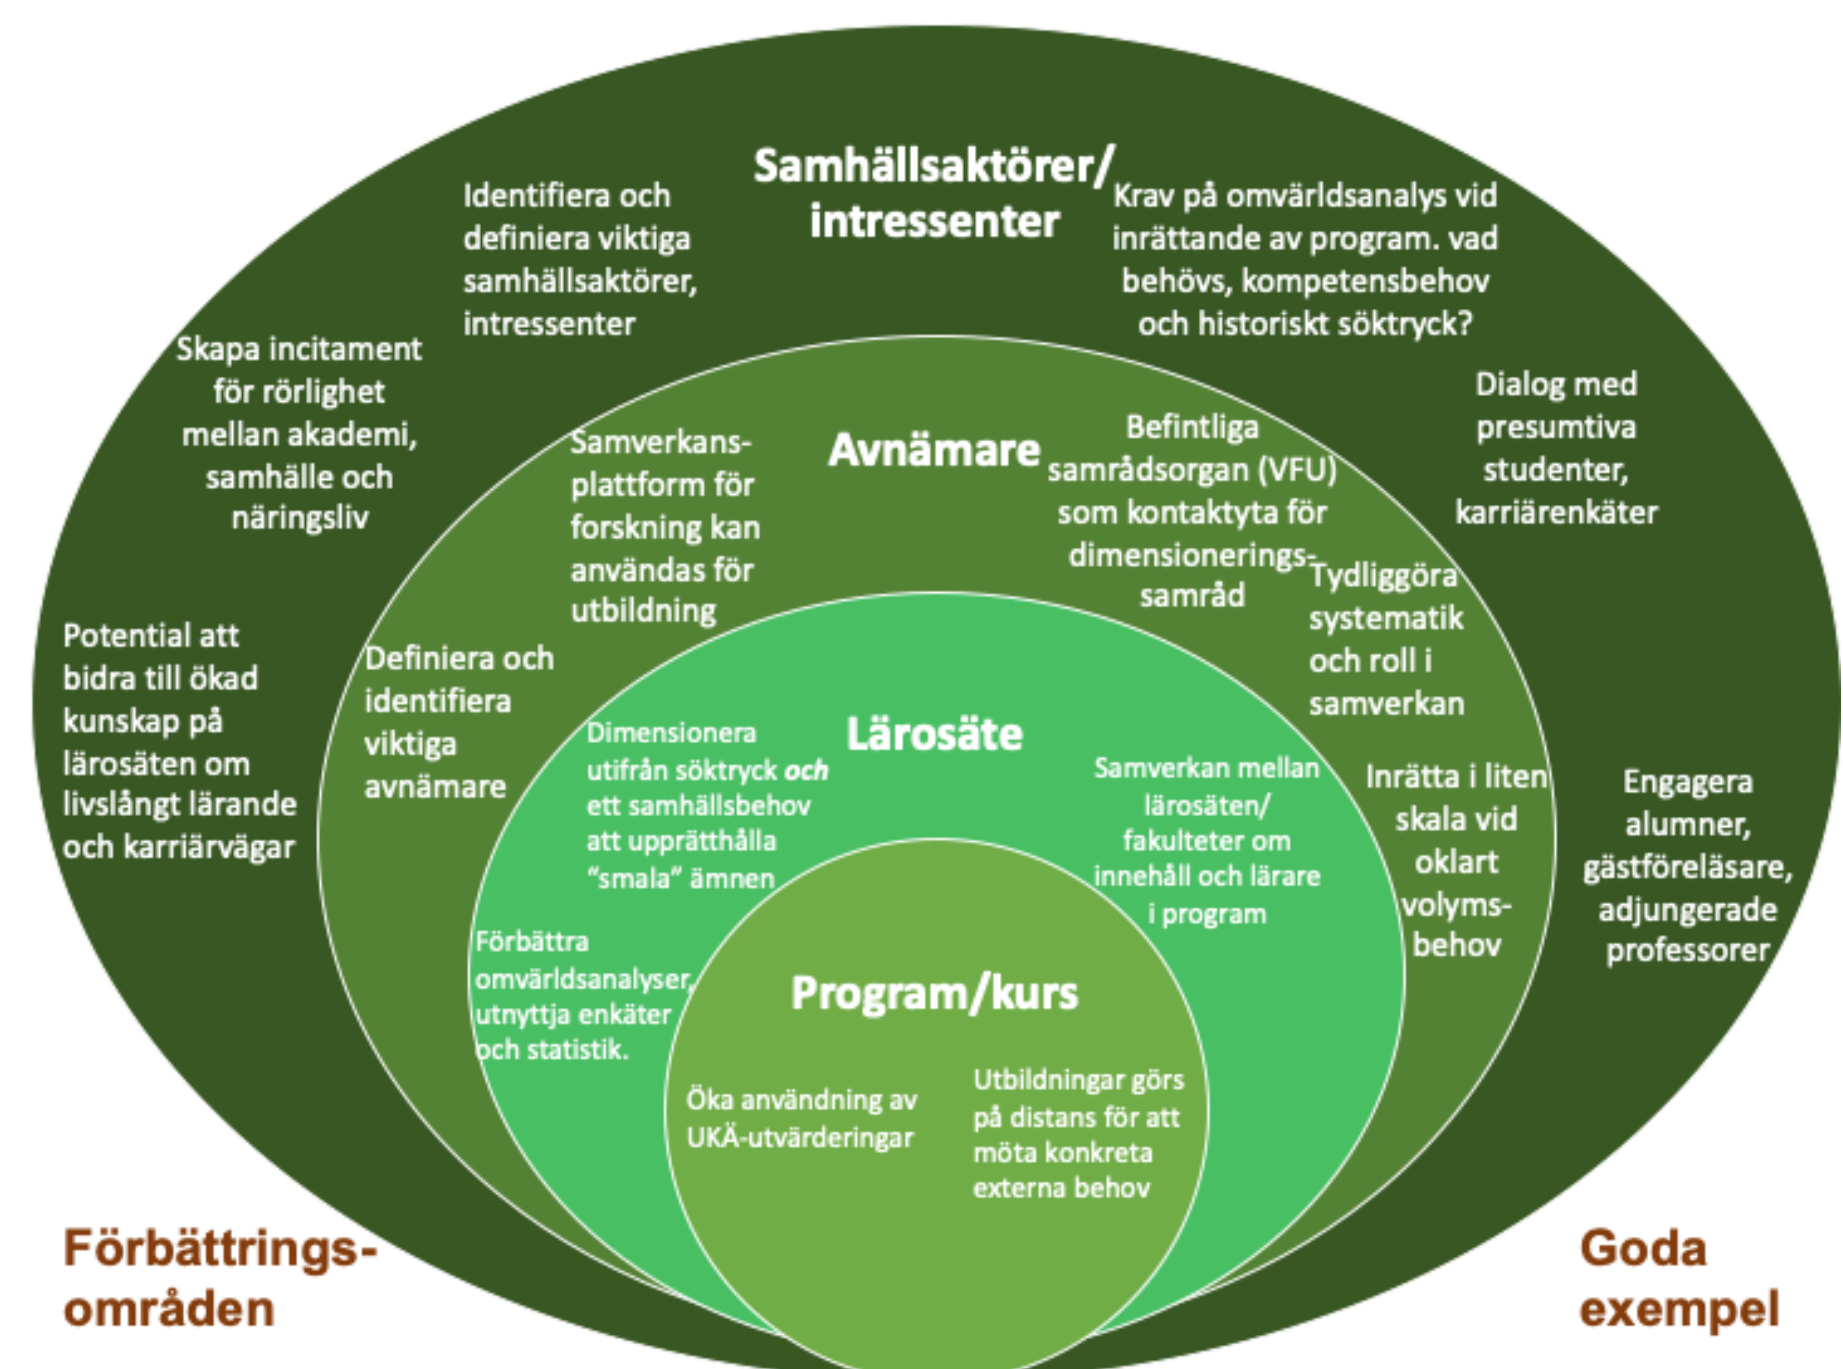 Samhällsaktörer/
intressenter
Identifiera och
definiera viktiga
samhällsaktörer,
intressenter
Krav på omvärldsanalys vid
inrättande av program. vad
behövs, kompetensbehov
och historiskt söktryck?
Skapa incitament
för rörlighet
mellan akademi,
samhälle och
näringsliv
Dialog med
presumtiva
studenter,
karriärenkäter
Potential att
bidra till ökad
kunskap på
lärosäten om
livslångt lärande
och karriärvägar
Engagera
alumner,
gästföreläsare,
adjungerade
professorer
Avnämare
Samverkans-
plattform för
forskning kan
användas för
utbildning
Befintliga
samrådsorgan (VFU)
som kontaktyta för
dimensionerings-
samråd
Definiera och
identifiera
viktiga
avnämare
Tydliggöra
systematik
och roll i
samverkan
Inrätta i liten
skala vid
oklart
volyms-
behov
Lärosäte
Dimensionera
utifrån söktryck och
ett samhällsbehov
att upprätthålla
"smala" ämnen
Samverkan mellan
lärosäten/
fakulteter om
innehåll och lärare
i program
Förbättra
omvärldsanalyser,
utnyttja enkäter
och statistik.
Program/kurs
Öka användning av
UKÄ-utvärderingar
Utbildningar görs
på distans för att
möta konkreta
externa behov
Förbättrings-
områden
Goda
exempel